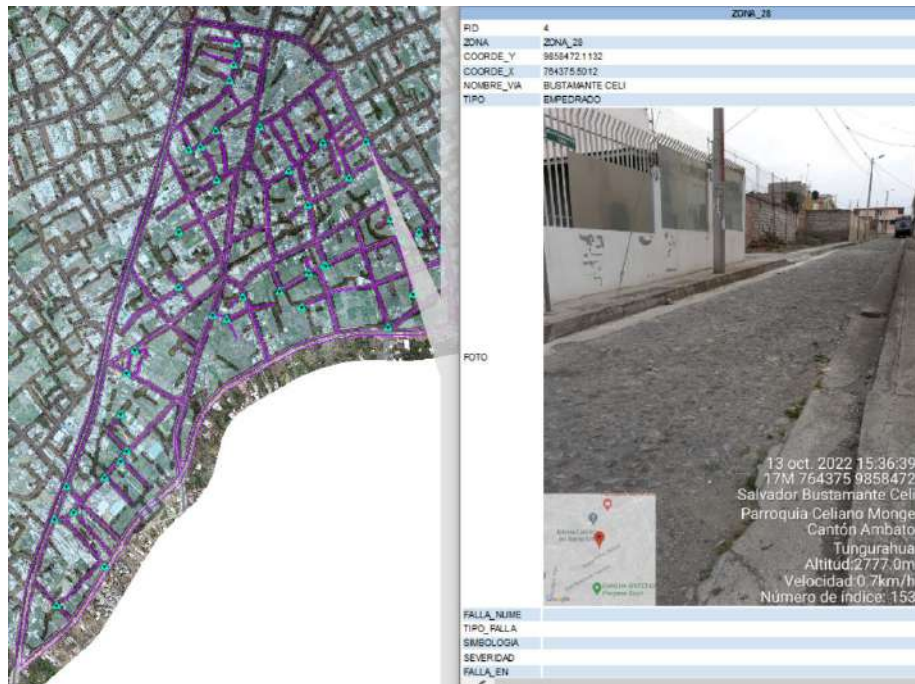 ZONA_28
FID 4
ZONA ZONA_28
COORDE_Y 9858472.1132
COORDE_X 764375.5012
NOMBRE_VIA BUSTAMANTE CELI
TIPO EMPEDRADO
FOTO
13 oct. 2022 15:36:39
17M 764375 9858472
Salvador Bustamante Celi
Parroquia Celiano Monge
Cantón Ambato
Tungurahua
Altitud:2777.0m
Velocidad:0.7km/h
Número de índice: 153
Google
FALLA_NUME
TIPO_FALLA
SIMBOLOGIA
SEVERIDAD
FALLA_EN